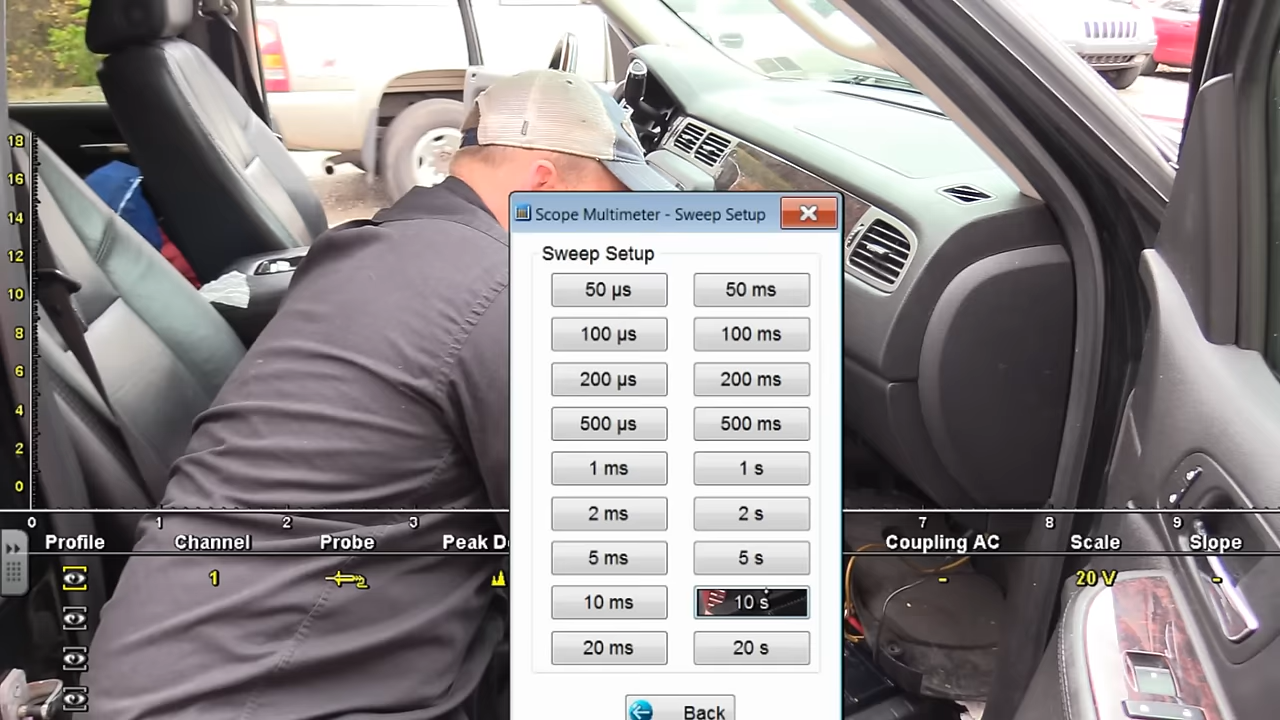 Scope Multimeter - Sweep Setup
Sweep Setup
50 µs 50 ms
100 µs 100 ms
200 µs 200 ms
500 µs 500 ms
1 ms 1 s
2 ms 2 s
5 ms 5 s
10 ms 10 s
20 ms 20 s
Back
18
16
14
12
10
8
6
4
2
0
0 1 2 3 7 8 9
Profile Channel Probe Peak D Coupling AC Scale Slope
1 - 20 V -